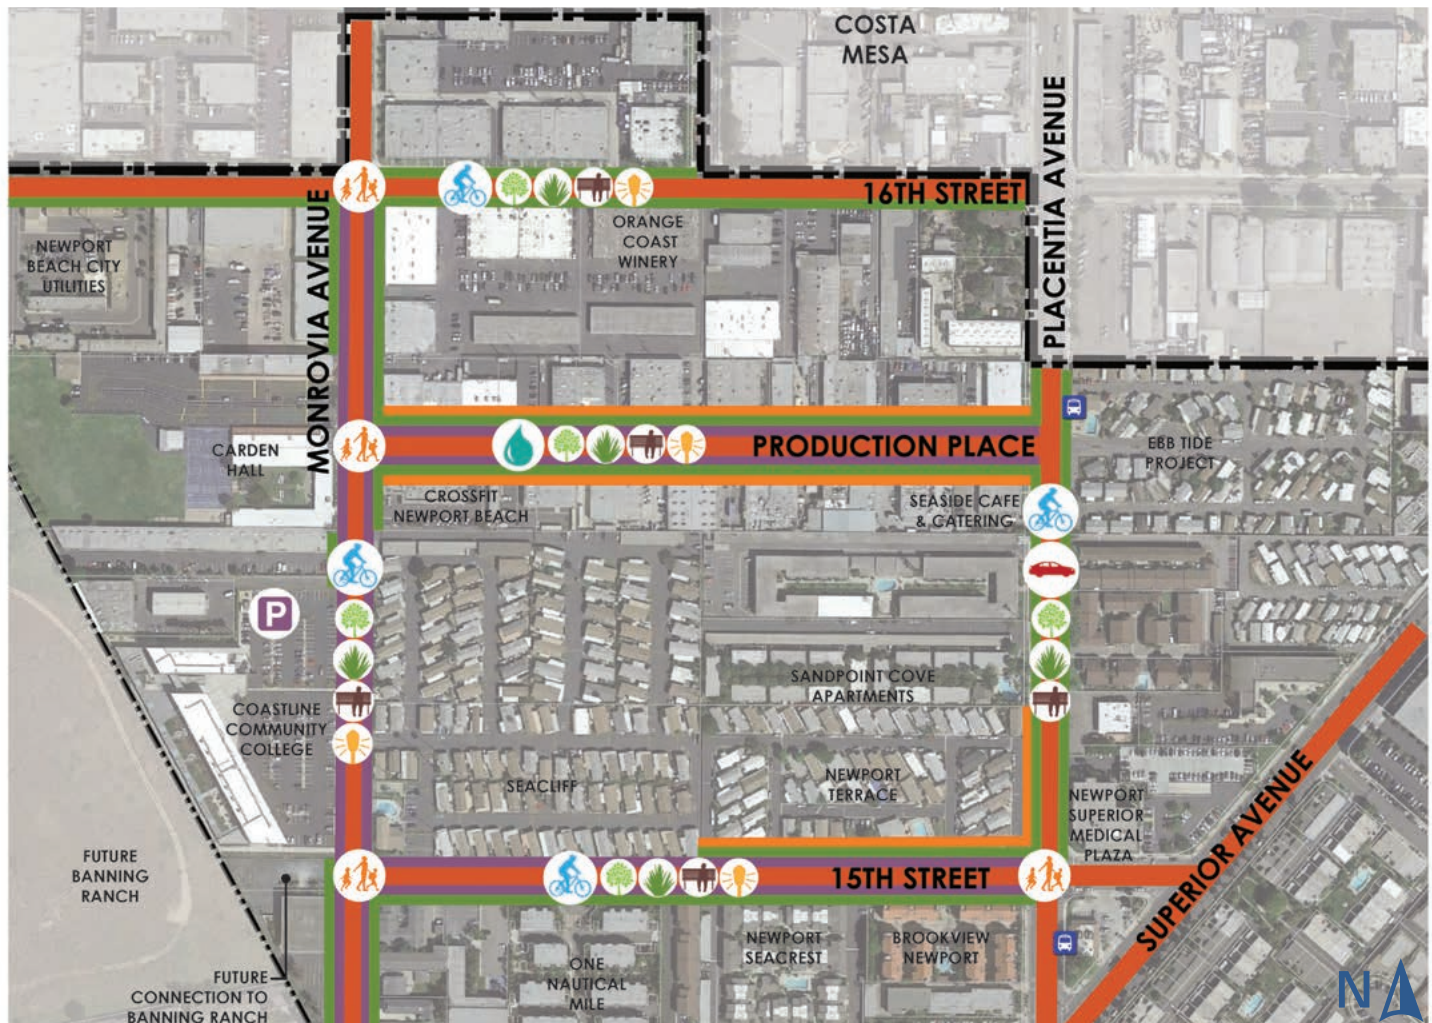 COSTA
MESA
PLACENTIA AVENUE
16TH STREET
MONROVIA AVENUE
ORANGE
COAST
WINERY
NEWPORT
BEACH CITY
UTILITIES
PRODUCTION PLACE
EBB TIDE
PROJECT
CARDEN
HALL
CROSSFIT
NEWPORT BEACH
SEASIDE CAFE
& CATERING
P
SANDPOINT COVE
APARTMENTS
COASTLINE
COMMUNITY
COLLEGE
SEACLIFF
NEWPORT
TERRACE
NEWPORT
SUPERIOR
MEDICAL
PLAZA
SUPERIOR AVENUE
FUTURE
BANNING
RANCH
15TH STREET
NEWPORT
SEACREST
BROOKVIEW
NEWPORT
ONE
NAUTICAL
MILE
FUTURE
CONNECTION TO
BANNING RANCH
N